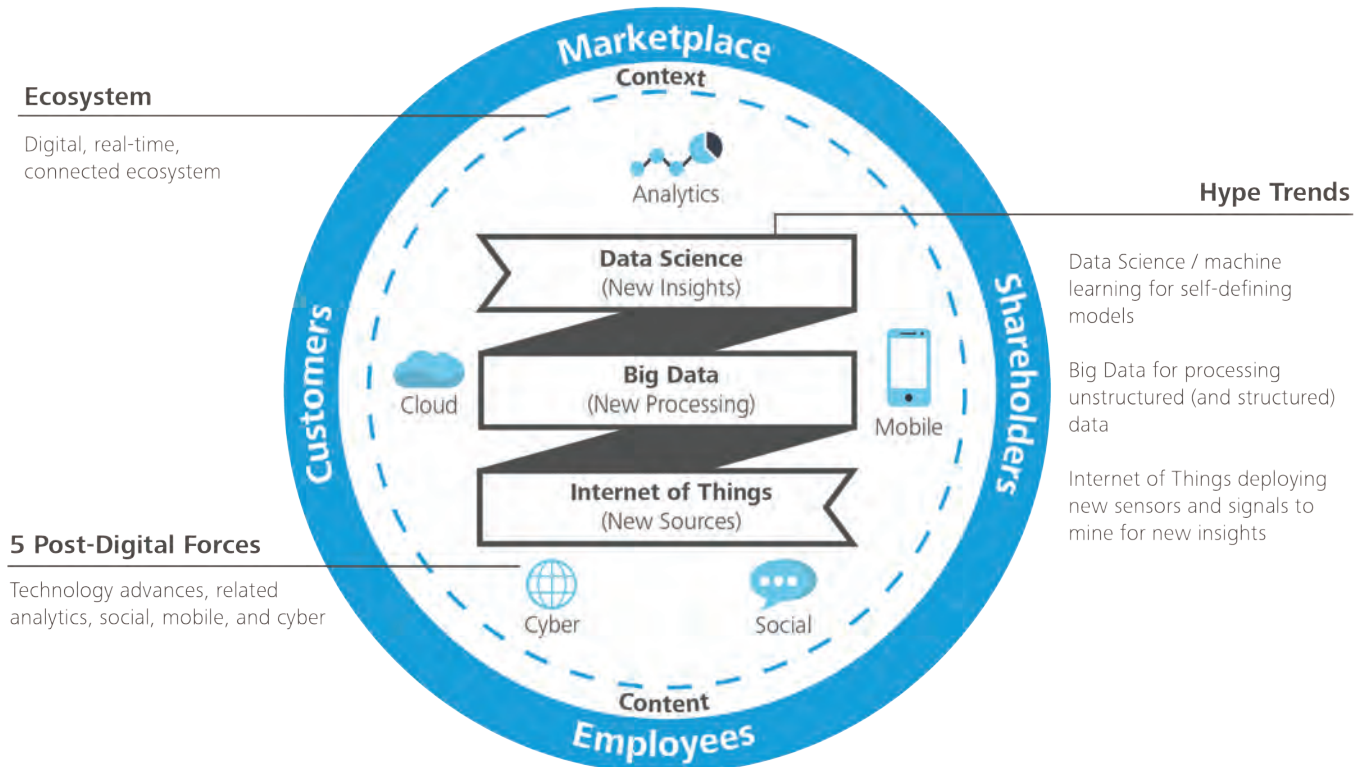 Marketplace
Context
Ecosystem
Digital, real-time,
connected ecosystem
Analytics
Hype Trends
Data Science
(New Insights)
Data Science / machine
learning for self-defining
models
Customers
Shareholders
Cloud
Big Data
(New Processing)
Mobile
Big Data for processing
unstructured (and structured)
data
Internet of Things
(New Sources)
Internet of Things deploying
new sensors and signals to
mine for new insights
5 Post-Digital Forces
Technology advances, related
analytics, social, mobile, and cyber
Cyber
Social
Content
Employees